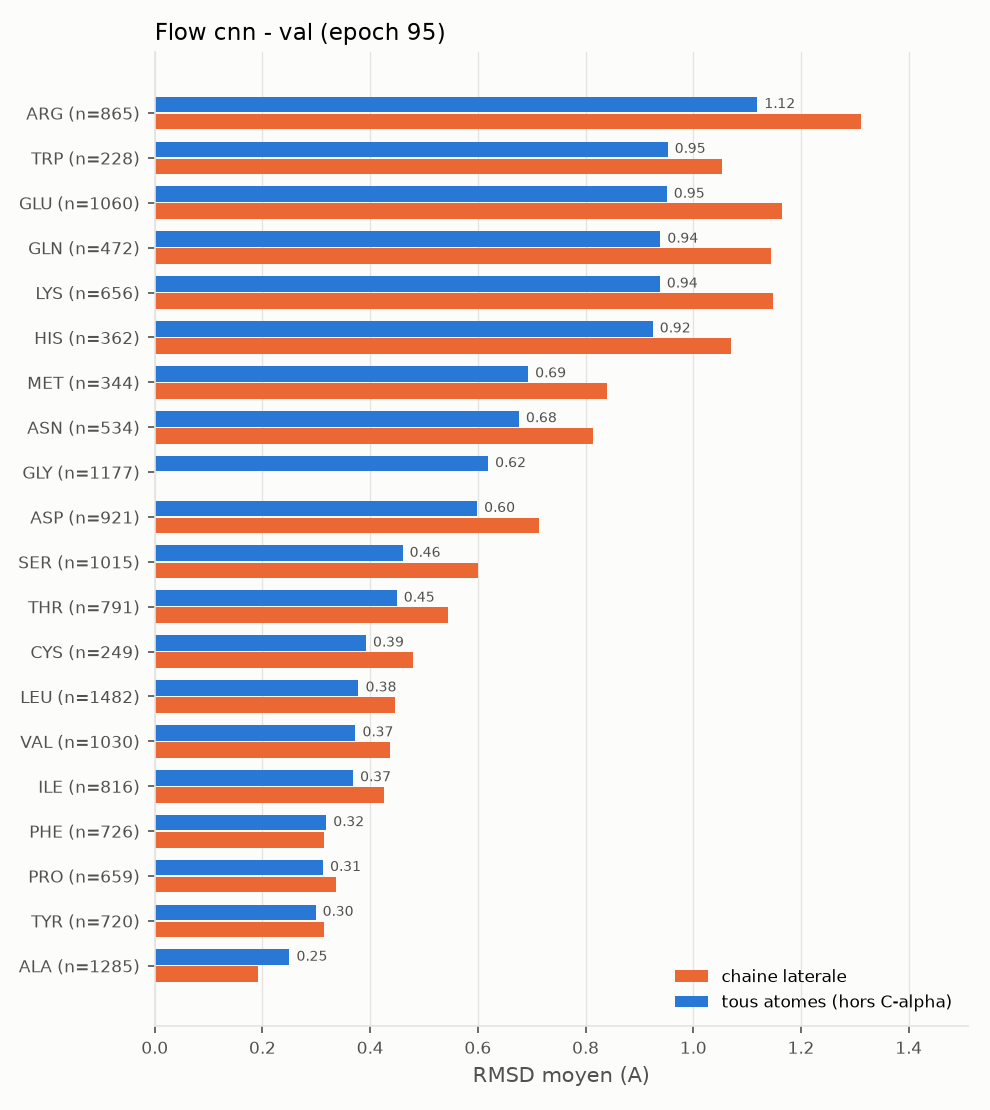 Flow cnn - val (epoch 95)
ARG (n=865)
1.12
TRP (n=228)
0.95
GLU (n=1060)
0.95
GLN (n=472)
0.94
LYS (n=656)
0.94
HIS (n=362)
0.92
MET (n=344)
0.69
ASN (n=534)
0.68
GLY (n=1177)
0.62
ASP (n=921)
0.60
SER (n=1015)
0.46
THR (n=791)
0.45
CYS (n=249)
0.39
LEU (n=1482)
0.38
VAL (n=1030)
0.37
ILE (n=816)
0.37
PHE (n=726)
0.32
PRO (n=659)
0.31
TYR (n=720)
0.30
ALA (n=1285)
0.25
chaine laterale
tous atomes (hors C-alpha)
0.0 0.2 0.4 0.6 0.8 1.0 1.2 1.4
RMSD moyen (A)